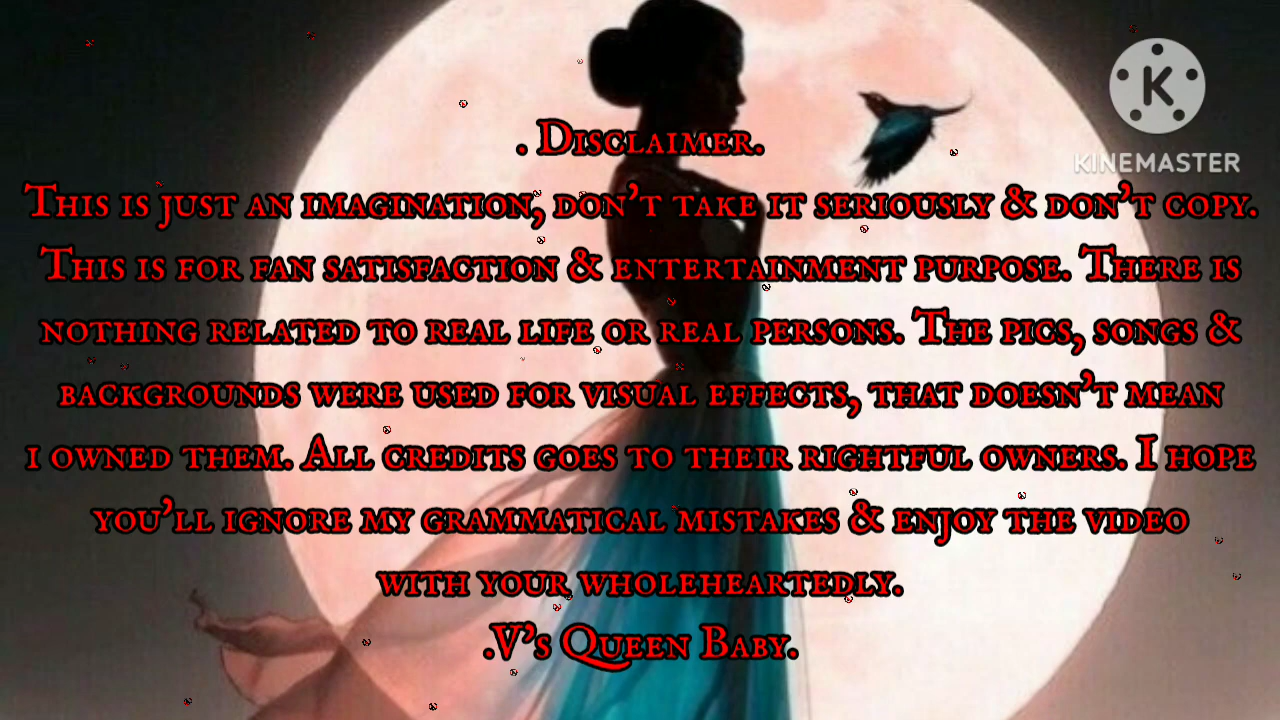 . Disclaimer.
KINEMASTER
This is just an imagination, don't take it seriously & don't copy.
This is for fan satisfaction & entertainment purpose. There is
nothing related to real life or real persons. The pics, songs &
backgrounds were used for visual effects, that doesn't mean
i owned them. All credits goes to their rightful owners. I hope
you'll ignore my grammatical mistakes & enjoy the video
with your wholeheartedly.
.V's Queen Baby.